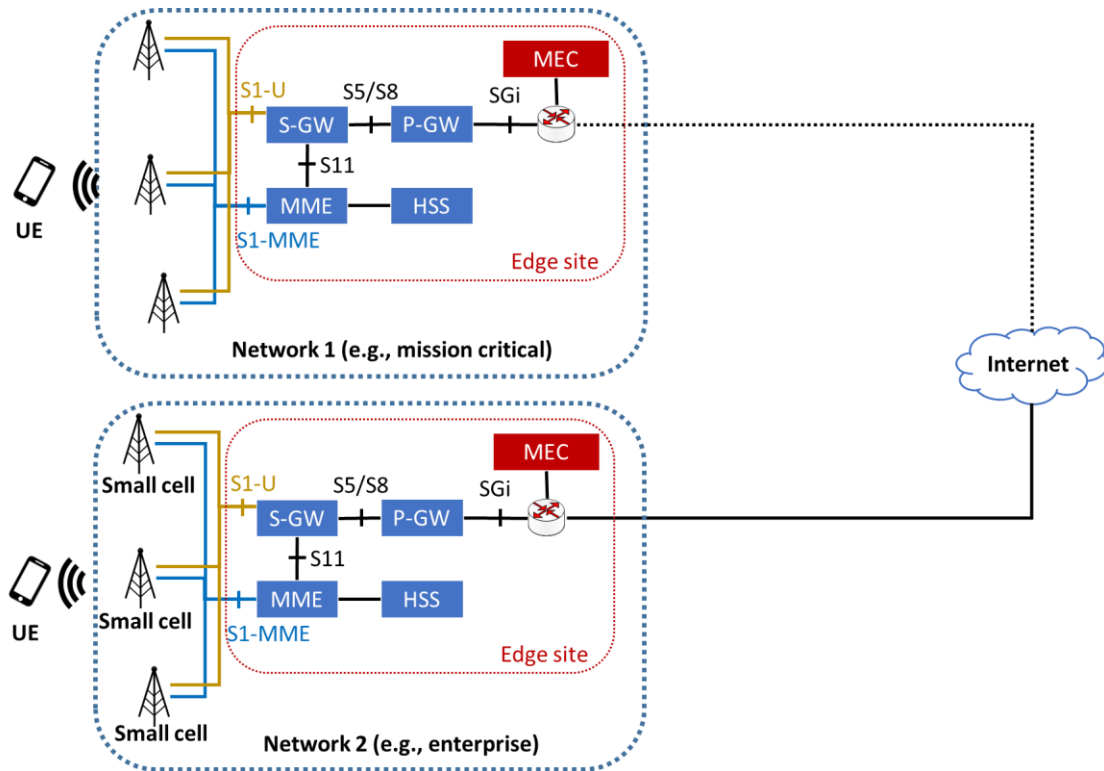 MEC
S1-U
S5/S8
SGi
S-GW
P-GW
S11
MME
HSS
UE
S1-MME
Edge site
Network 1 (e.g., mission critical)
Internet
Small cell
MEC
S1-U
S5/S8
SGi
S-GW
P-GW
S11
MME
HSS
Small cell
UE
S1-MME
Edge site
Small cell
Network 2 (e.g., enterprise)